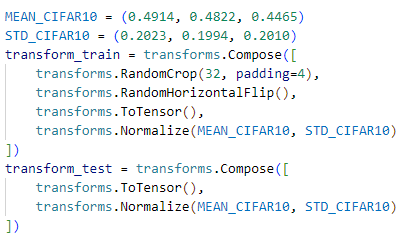 MEAN_CIFAR10 = (0.4914, 0.4822, 0.4465)
STD_CIFAR10 = (0.2023, 0.1994, 0.2010)
transform_train = transforms.Compose([
    transforms.RandomCrop(32, padding=4),
    transforms.RandomHorizontalFlip(),
    transforms.ToTensor(),
    transforms.Normalize(MEAN_CIFAR10, STD_CIFAR10)
])
transform_test = transforms.Compose([
    transforms.ToTensor(),
    transforms.Normalize(MEAN_CIFAR10, STD_CIFAR10)
])